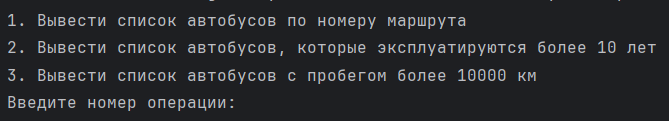 1. Вывести список автобусов по номеру маршрута
2. Вывести список автобусов, которые эксплуатируются более 10 лет
3. Вывести список автобусов с пробегом более 10000 км
Введите номер операции: